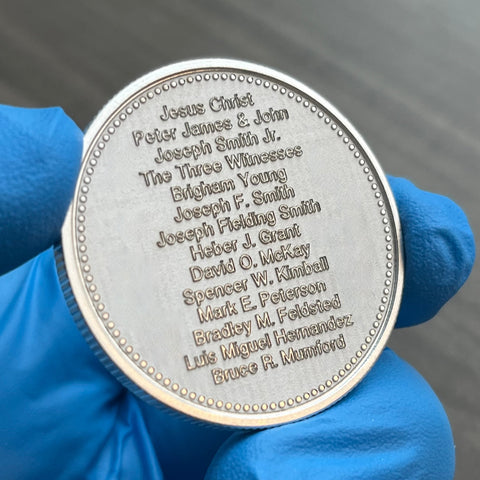 Jesus Christ
Peter James & John
Joseph Smith Jr.
The Three Witnesses
Brigham Young
Joseph F. Smith
Joseph Fielding Smith
Heber J. Grant
David O. McKay
Spencer W. Kimball
Mark E. Peterson
Bradley M. Feldsted
Luis Miguel Hernandez
Bruce R. Mumford